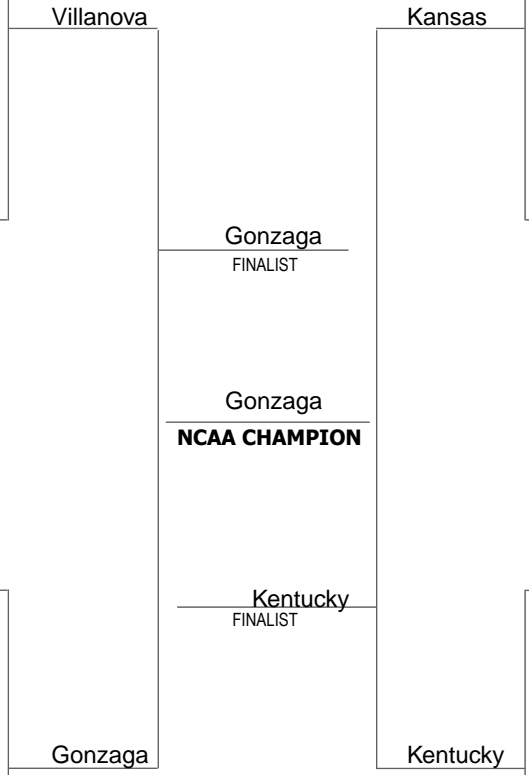 Villanova
Kansas
Gonzaga
FINALIST
Gonzaga
NCAA CHAMPION
Kentucky
FINALIST
Gonzaga
Kentucky